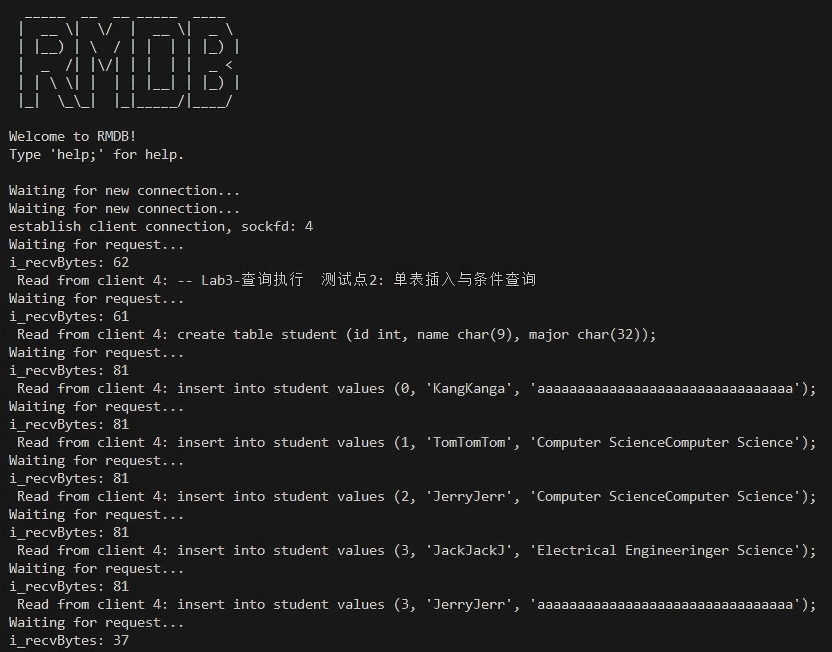 RMDB
Welcome to RMDB!
Type 'help;' for help.
Waiting for new connection...
Waiting for new connection...
establish client connection, sockfd: 4
Waiting for request...
i_recvBytes: 62
Read from client 4: -- Lab3-查询执行 测试点2: 单表插入与条件查询
Waiting for request...
i_recvBytes: 61
Read from client 4: create table student (id int, name char(9), major char(32));
Waiting for request...
i_recvBytes: 81
Read from client 4: insert into student values (0, 'KangKanga', 'aaaaaaaaaaaaaaaaaaaaaaaaaaaaaaaa');
Waiting for request...
i_recvBytes: 81
Read from client 4: insert into student values (1, 'TomTomTom', 'Computer ScienceComputer Science');
Waiting for request...
i_recvBytes: 81
Read from client 4: insert into student values (2, 'JerryJerr', 'Computer ScienceComputer Science');
Waiting for request...
i_recvBytes: 81
Read from client 4: insert into student values (3, 'JackJackJ', 'Electrical Engineeringer Science');
Waiting for request...
i_recvBytes: 81
Read from client 4: insert into student values (3, 'JerryJerr', 'aaaaaaaaaaaaaaaaaaaaaaaaaaaaaaaa');
Waiting for request...
i_recvBytes: 37